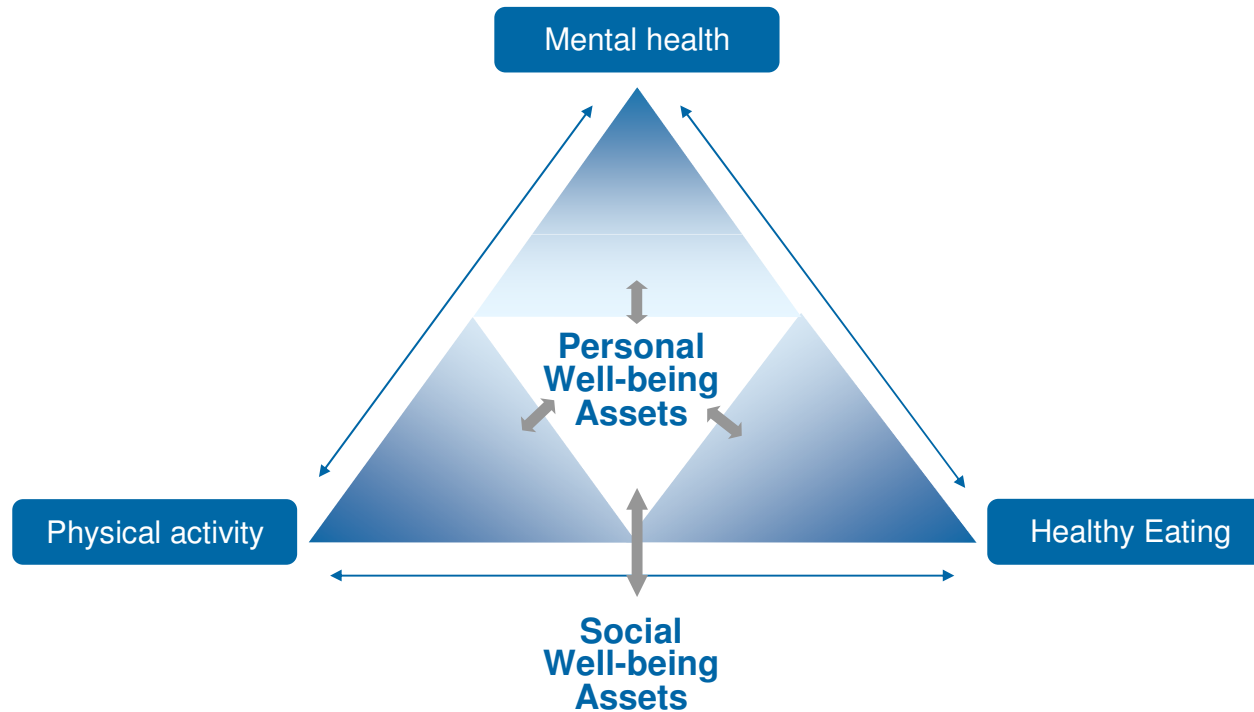 Mental health
Personal
Well-being
Assets
Physical activity
Healthy Eating
Social
Well-being
Assets